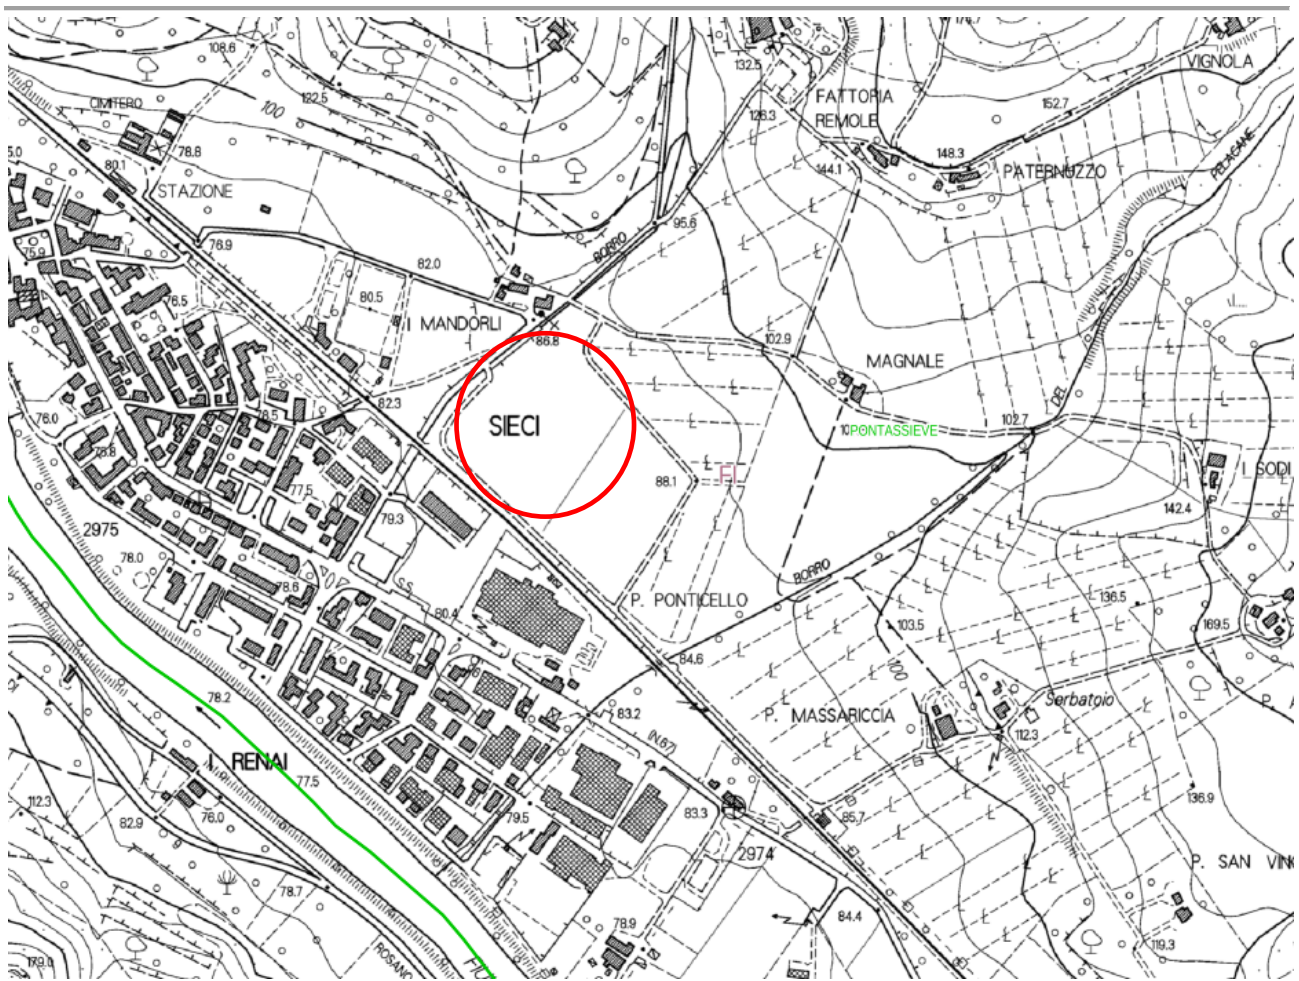 108.6
132.5
VIGNOLA
CIMITERO
100
122.5
FATTORIA
REMOLE
126.3
152.7
80.1
78.8
148.3
144.1
PATERNUZZO
PELACANE
STAZIONE
95.6
76.9
75.9
BORRO
82.0
76.5
80.5
I MANDORLI
86.8
102.9
MAGNALE
DEL
82.3
76.0
78.5
SIECI
102.7
PONTASSIEVE
FI
I SODI
88.1
77.5
142.4
79.3
2975
78.0
S.S.
BORRO
78.6
80.4
P. PONTICELLO
136.5
103.5
169.5
84.6
100
78.2
83.2
P. MASSARICCIA
Serbatoio
(N.67)
112.3
I RENAI
77.5
136.9
112.3
82.9
76.0
79.5
83.3
85.7
2974
P. SAN VIN
78.7
84.4
78.9
119.3
179.0
ROSANO